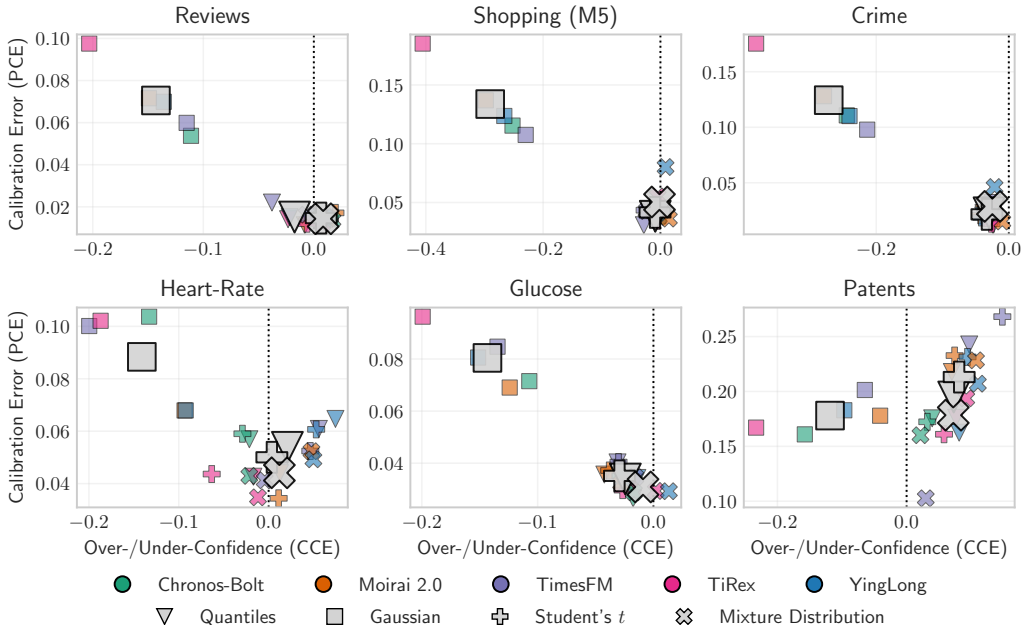 Reviews
Shopping (M5)
Crime
Calibration Error (PCE)
0.10
0.08
0.06
0.04
0.02
−0.2
−0.1
0.0
0.15
0.10
0.05
−0.4
−0.2
0.0
0.15
0.10
0.05
−0.2
0.0
Heart-Rate
Glucose
Patents
Calibration Error (PCE)
0.10
0.08
0.06
0.04
−0.2
−0.1
0.0
0.08
0.06
0.04
−0.2
−0.1
0.0
0.25
0.20
0.15
0.10
−0.2
0.0
Over-/Under-Confidence (CCE)
Over-/Under-Confidence (CCE)
Over-/Under-Confidence (CCE)
Chronos-Bolt
Moirai 2.0
TimesFM
TiRex
YingLong
Quantiles
Gaussian
Student's t
Mixture Distribution